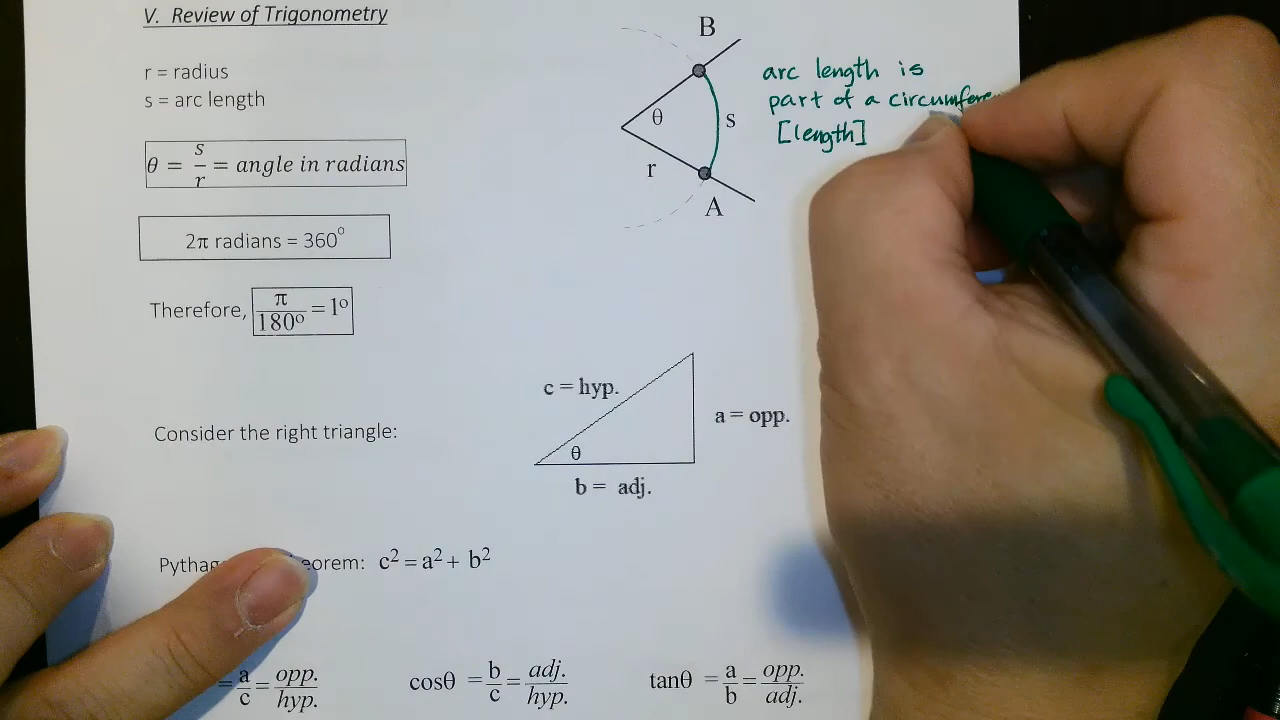 V. Review of Trigonometry
r = radius
s = arc length
θ = s/r = angle in radians
2π radians = 360°
Therefore, π/180° = 1°
B
θ
s
r
A
arc length is
part of a
[length]
Consider the right triangle:
c = hyp.
a = opp.
θ
b = adj.
c² = a² + b²
= a/c = opp./hyp.
cosθ = b/c = adj./hyp.
tanθ = a/b = opp./adj.